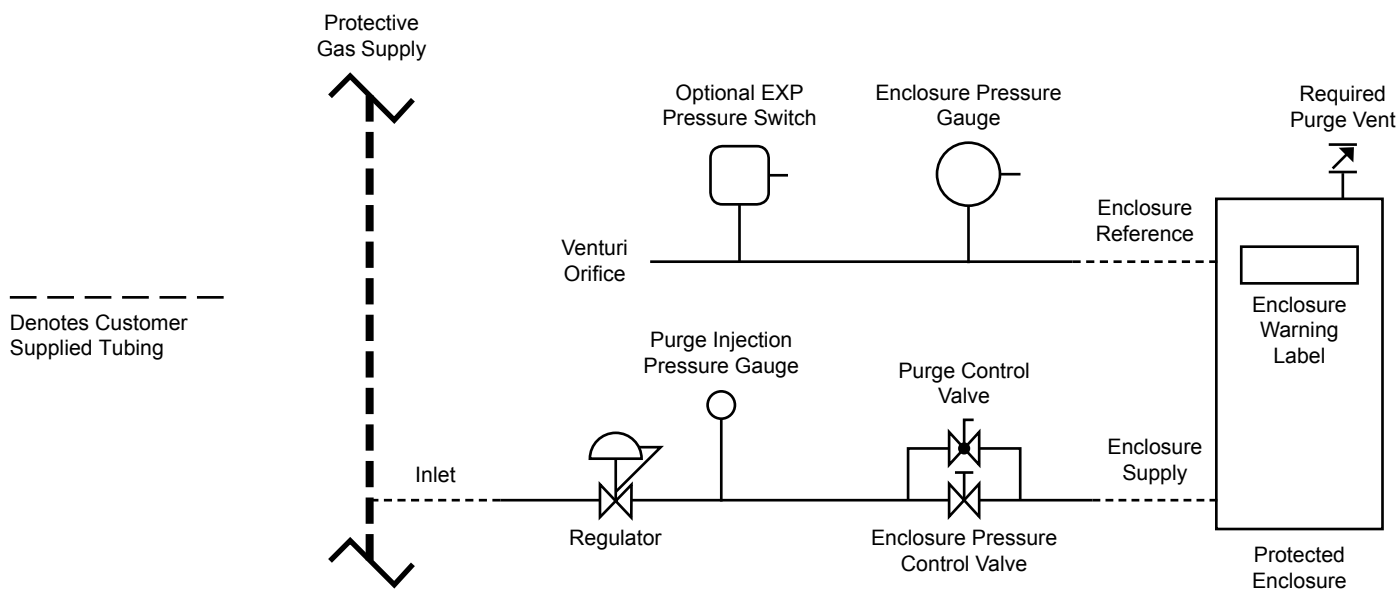 Protective
Gas Supply
Optional EXP
Pressure Switch
Enclosure Pressure
Gauge
Required
Purge Vent
Enclosure
Reference
Venturi
Orifice
Enclosure
Warning
Label
Denotes Customer
Supplied Tubing
Purge Injection
Pressure Gauge
Purge Control
Valve
Inlet
Enclosure
Supply
Regulator
Enclosure Pressure
Control Valve
Protected
Enclosure